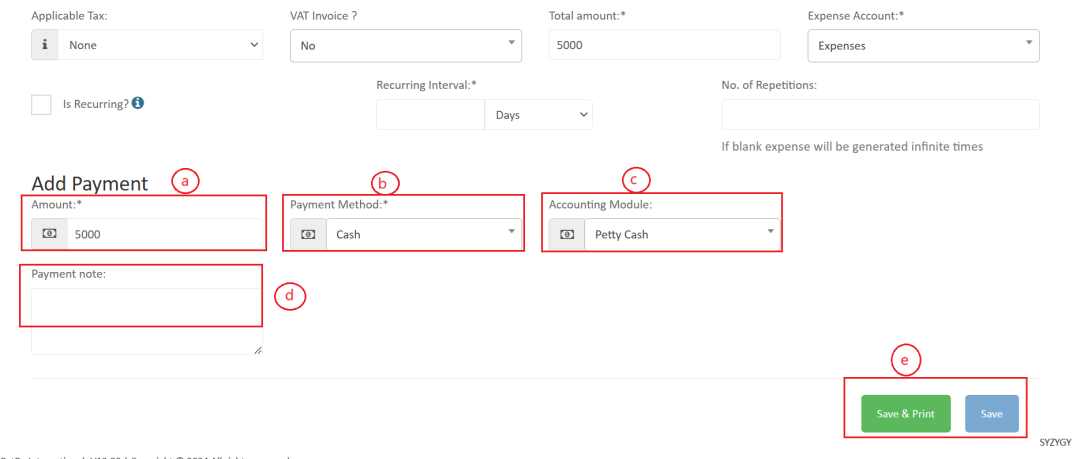 Applicable Tax: VAT Invoice ? Total amount:* Expense Account:*
i None No 5000 Expenses
Recurring Interval:* No. of Repetitions:
Is Recurring? i Days
If blank expense will be generated infinite times
Add Payment a b c
Amount:* Payment Method:* Accounting Module:
5000 Cash Petty Cash
Payment note:
d
e
Save & Print Save
SYZYGY